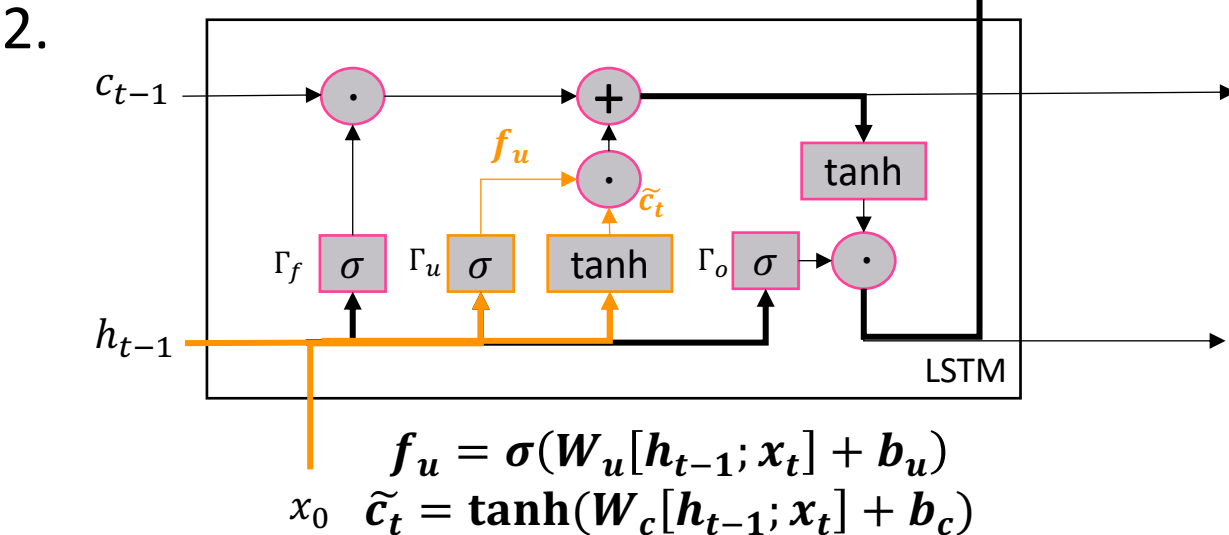 2.
c_{t-1} · +
f_u
tanh
· c̃_t
Γ_f σ Γ_u σ tanh Γ_o σ ·
h_{t-1}
LSTM
f_u = σ(W_u[h_{t-1}; x_t] + b_u)
x_0 c̃_t = tanh(W_c[h_{t-1}; x_t] + b_c)